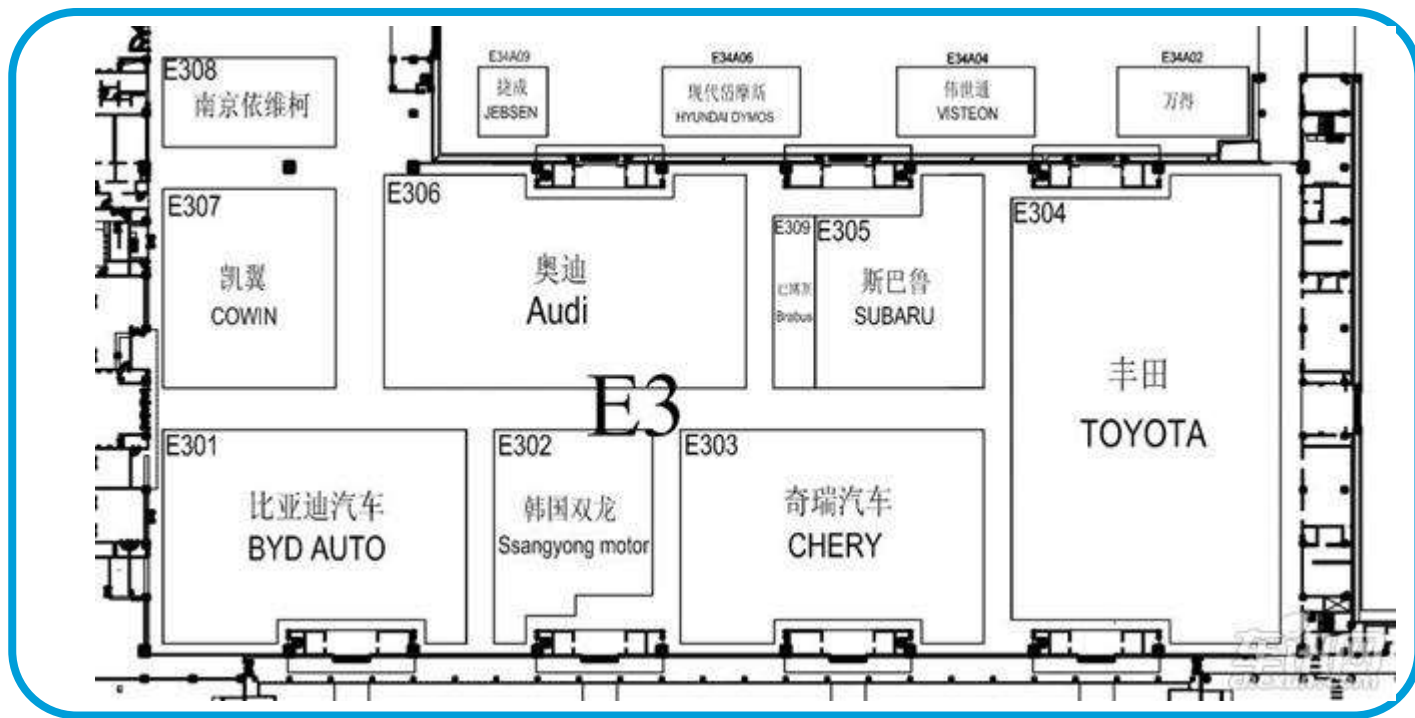 E308
南京依维柯
E34A09
捷成
JEBSEN
E34A06
现代岱摩斯
HYUNDAI DYMOS
E34A04
伟世通
VISTEON
E34A02
万得
E307
凯翼
COWIN
E306
奥迪
Audi
E309
Brabus
E305
斯巴鲁
SUBARU
E304
丰田
TOYOTA
E3
E301
比亚迪汽车
BYD AUTO
E302
韩国双龙
Ssangyong motor
E303
奇瑞汽车
CHERY